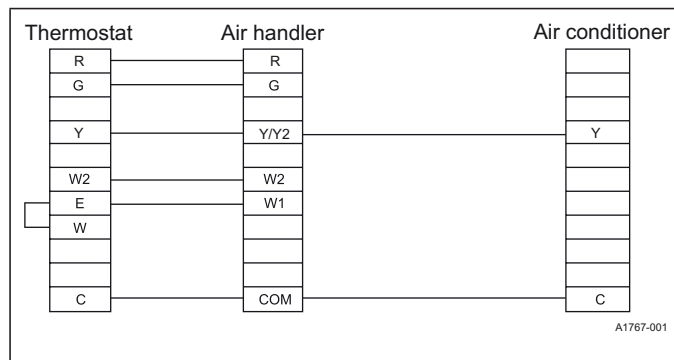 Thermostat Air handler Air conditioner
R R
G G
Y Y/Y2 Y
W2 W2
E W1
W
C COM C
A1767-001